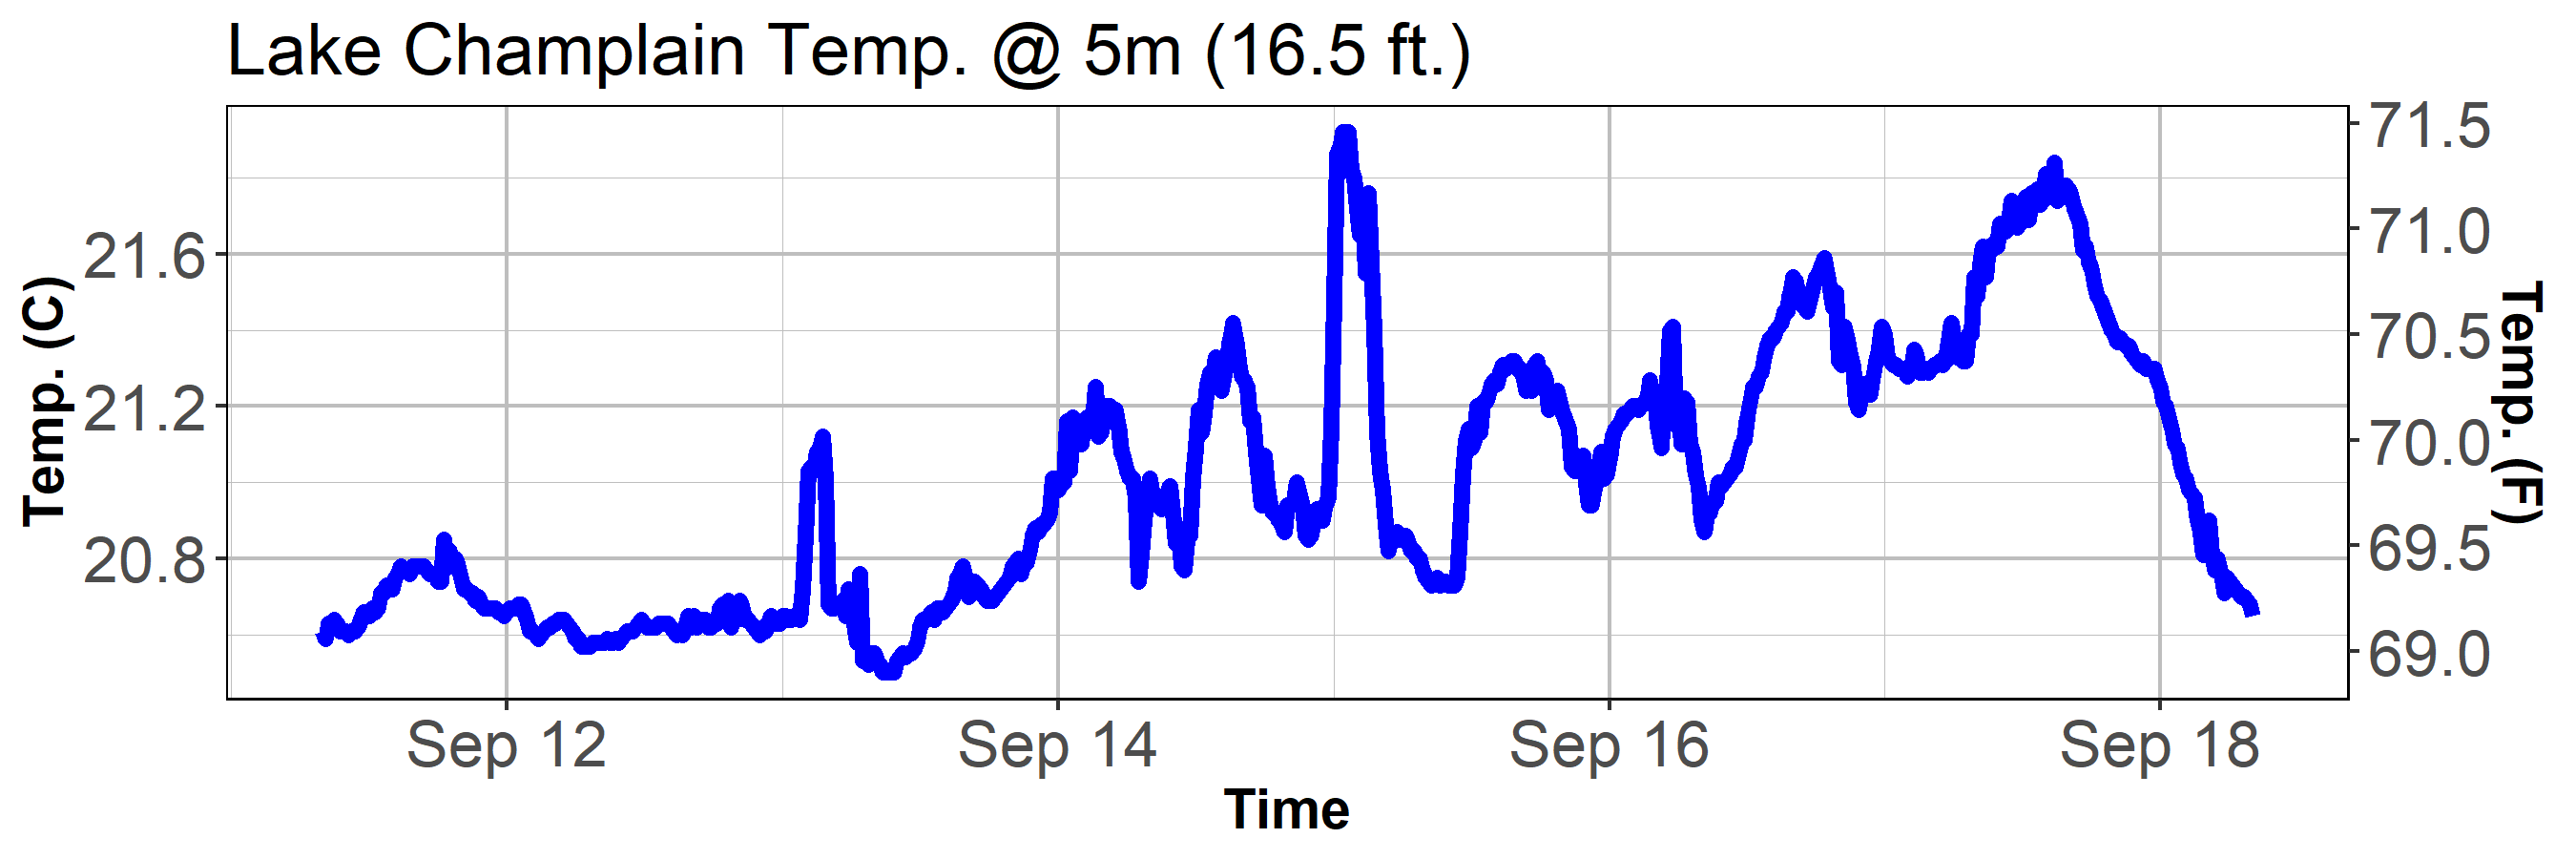 Lake Champlain Temp. @ 5m (16.5 ft.)
Temp. (C)
21.6
21.2
20.8
71.5
71.0
70.5
70.0
69.5
69.0
Temp. (F)
Sep 12
Sep 14
Sep 16
Sep 18
Time